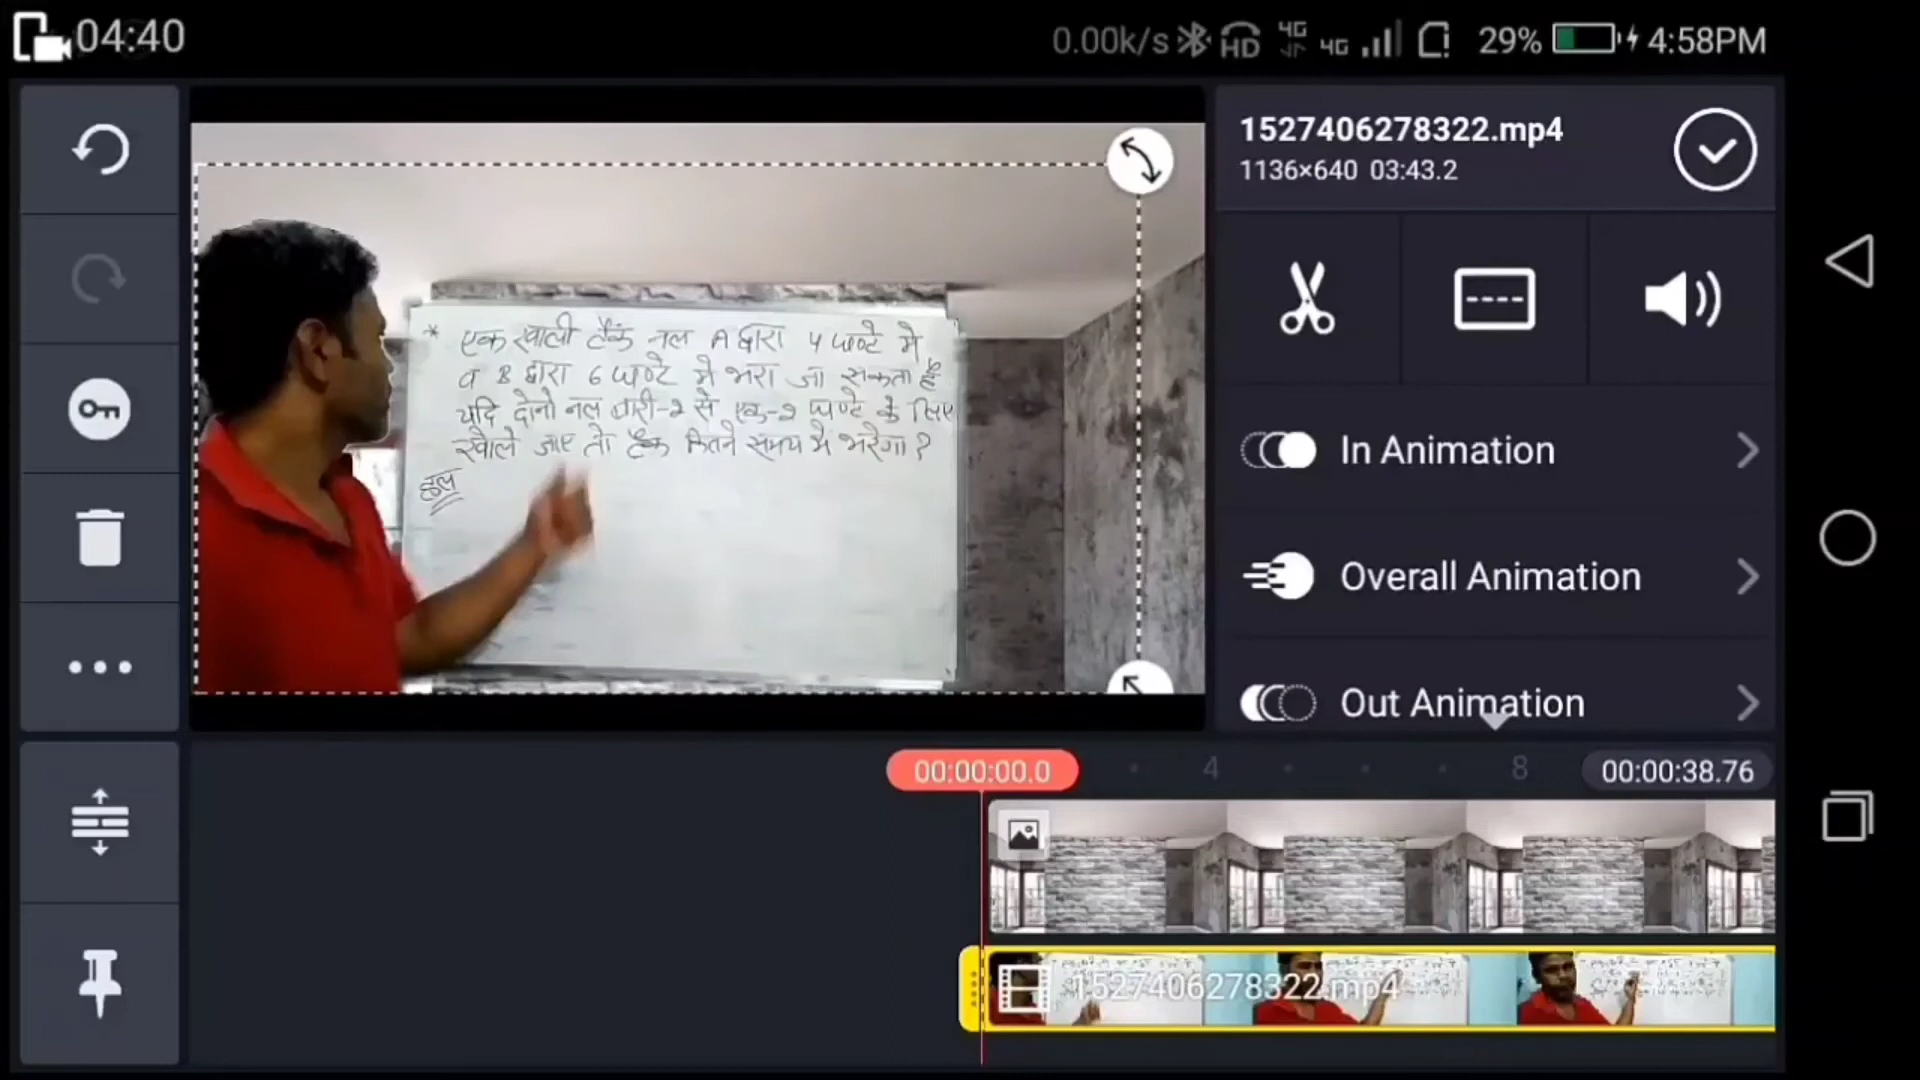 04:40
0.00k/s HD 4G 4G 29% 4:58PM
1527406278322.mp4
1136×640 03:43.2
* एक खाली टैंक नल A द्वारा 4 घण्टे मे
व B द्वारा 6 घण्टे मे भरा जा सकता है
यदि दोनो नल बारी-2 से एक-2 घण्टे के लिए
खोले जाए तो टैंक कितने समय मे भरेगा ?
हल
In Animation
Overall Animation
Out Animation
00:00:00.0
4
8
00:00:38.76
1527406278322.mp4